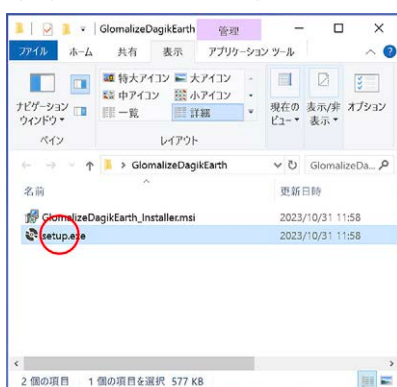 GlomalizeDagikEarth 管理
ファイル ホーム 共有 表示 アプリケーション ツール
特大アイコン 大アイコン
中アイコン 小アイコン
一覧 詳細
ナビゲーション ウィンドウ
現在のビュー 表示/非表示 オプション
ペイン レイアウト
GlomalizeDagikEarth GlomalizeDa...
名前 更新日時
GlomalizeDagikEarth_Installer.msi 2023/10/31 11:58
setup.exe 2023/10/31 11:58
2 個の項目 1 個の項目を選択 577 KB